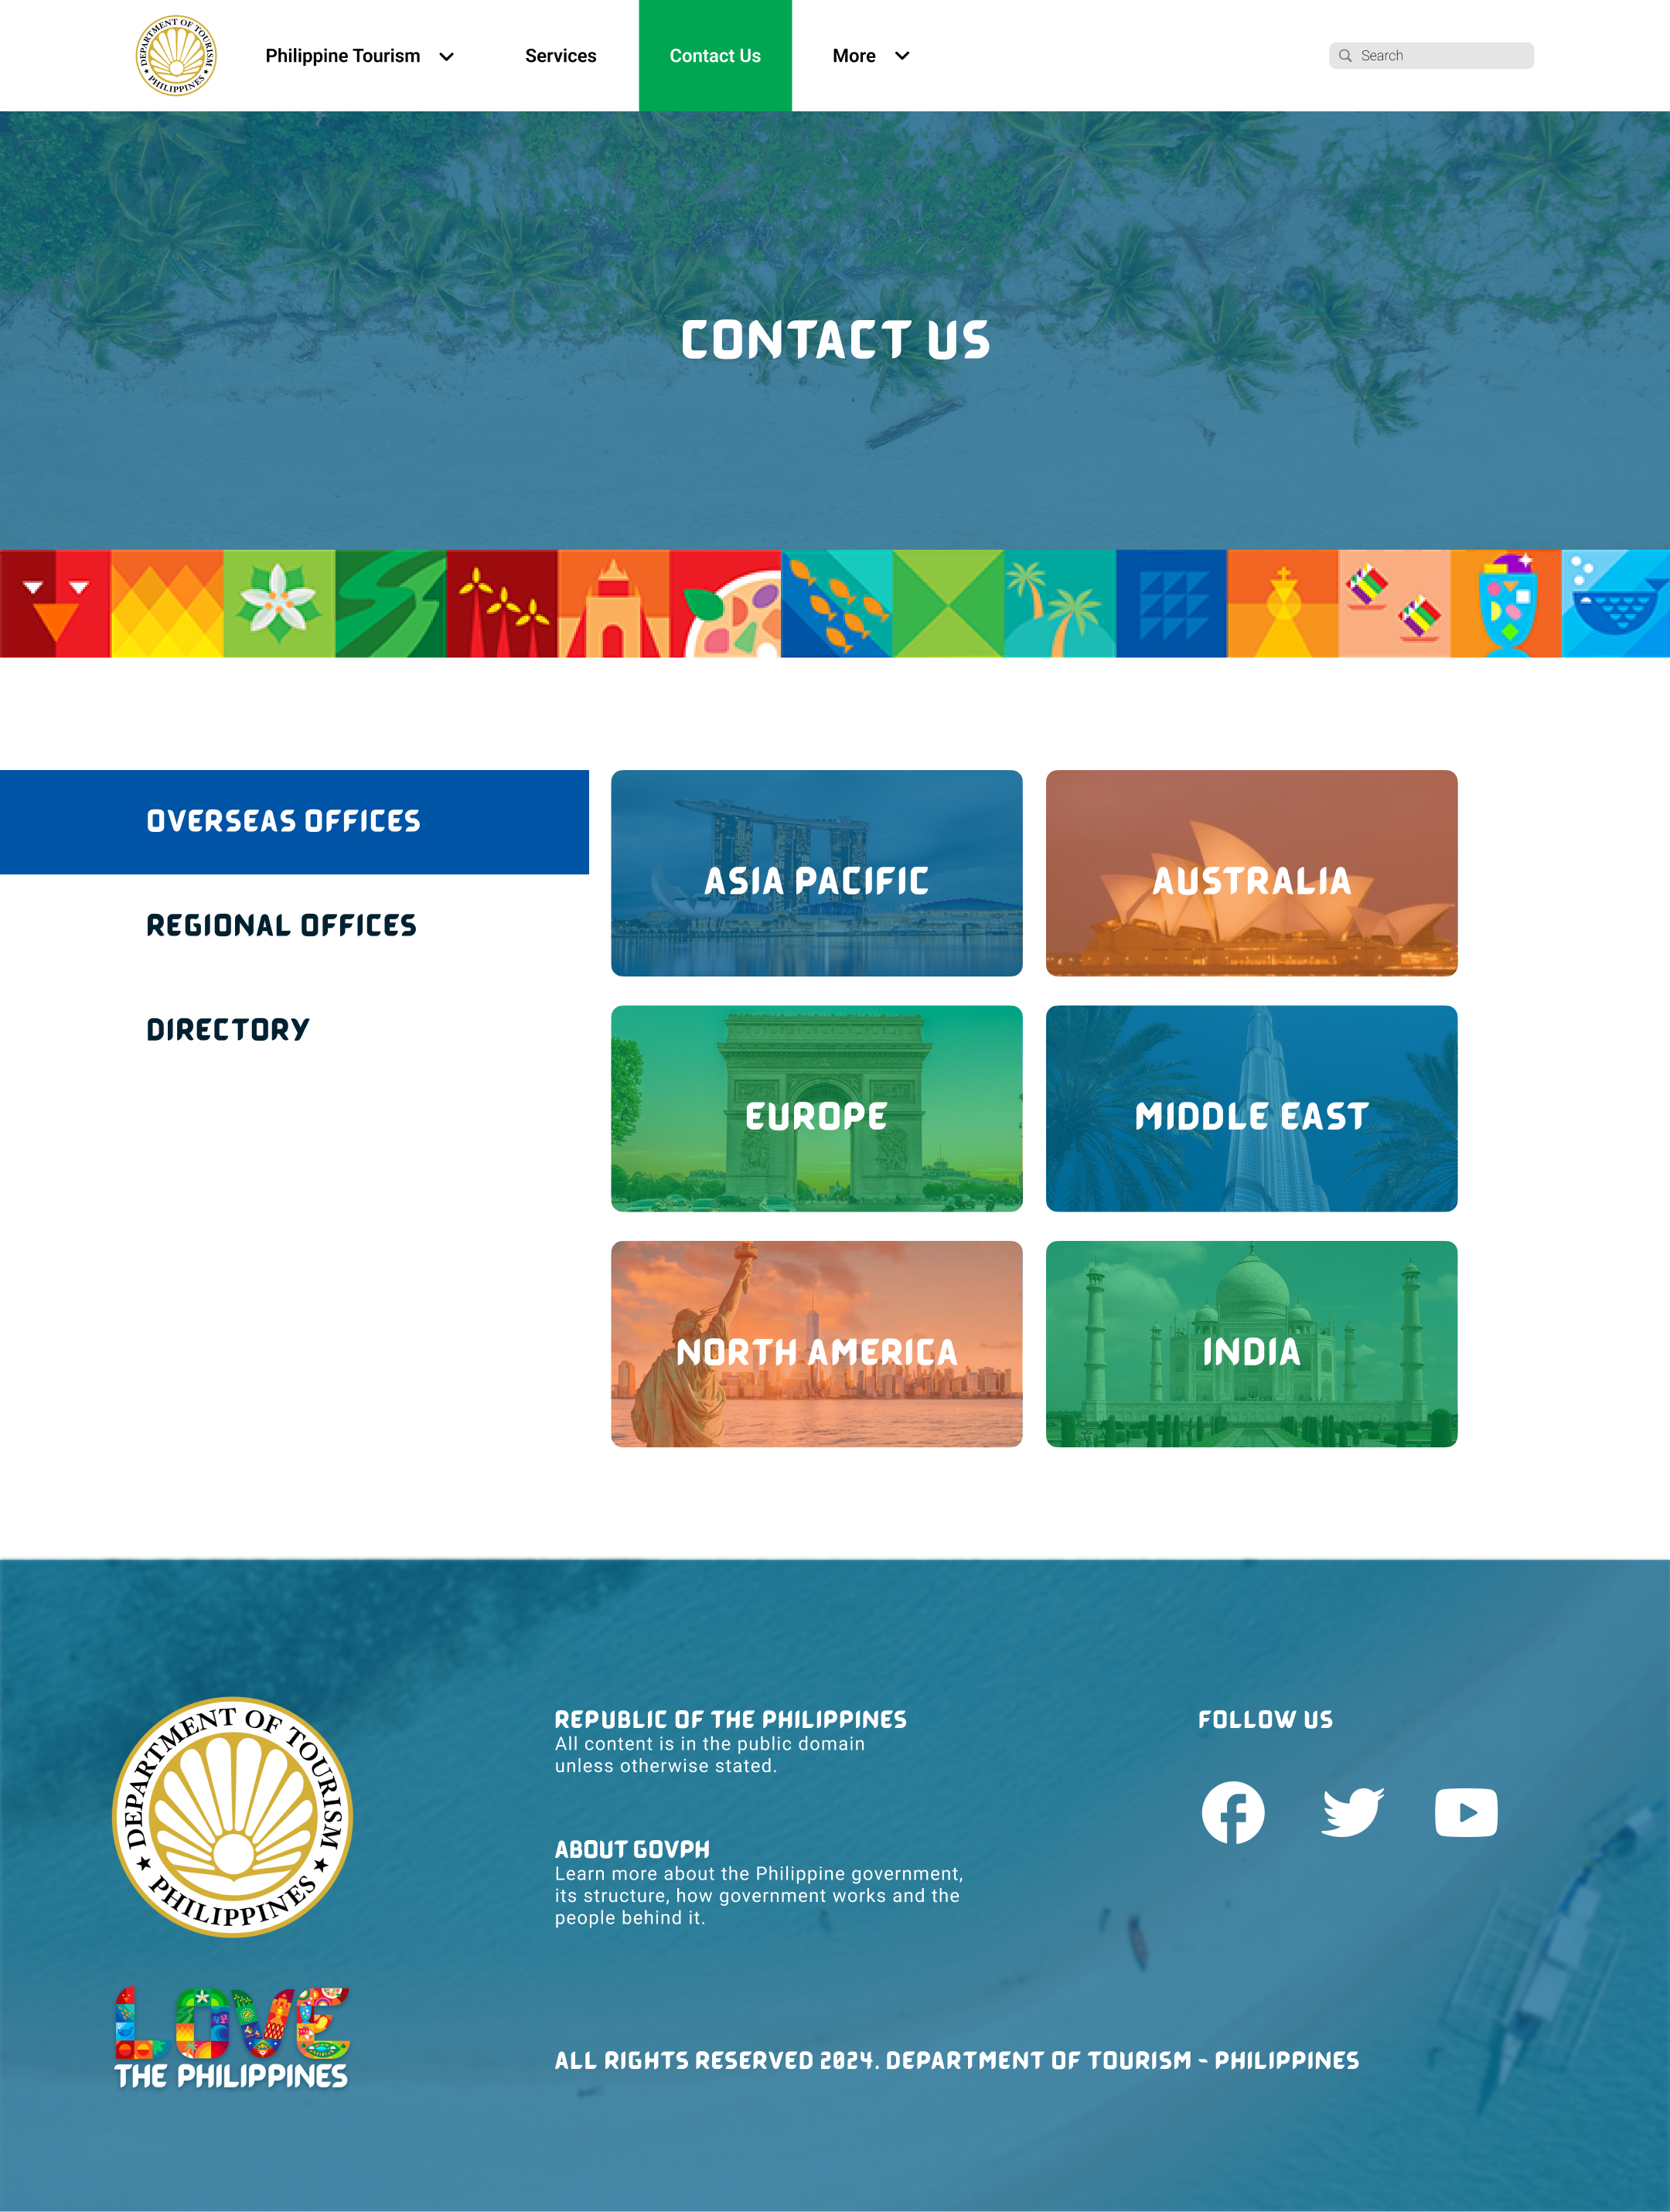 DEPARTMENT OF TOURISM
PHILIPPINES
Philippine Tourism
Services
Contact Us
More
Search
CONTACT US
OVERSEAS OFFICES
REGIONAL OFFICES
DIRECTORY
ASIA PACIFIC
AUSTRALIA
EUROPE
MIDDLE EAST
NORTH AMERICA
INDIA
DEPARTMENT OF TOURISM
PHILIPPINES
LOVE
THE PHILIPPINES
REPUBLIC OF THE PHILIPPINES
All content is in the public domain
unless otherwise stated.
ABOUT GOVPH
Learn more about the Philippine government,
its structure, how government works and the
people behind it.
FOLLOW US
ALL RIGHTS RESERVED 2024. DEPARTMENT OF TOURISM - PHILIPPINES